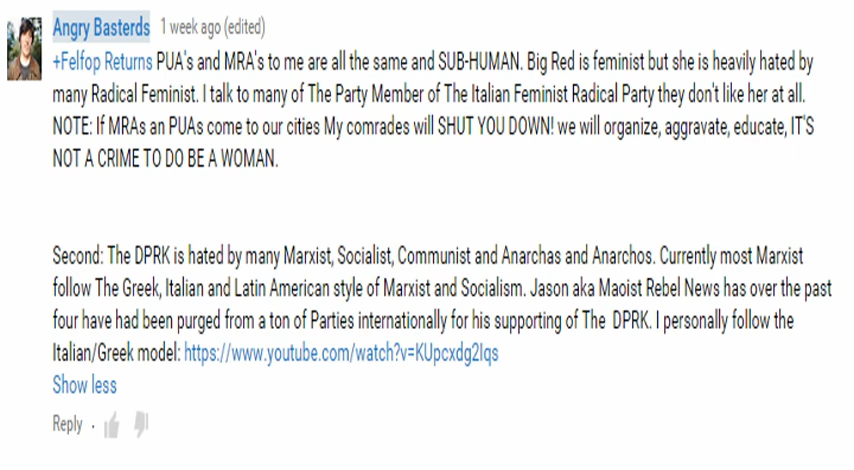 Angry Basterds 1 week ago (edited)
+Felfop Returns PUA's and MRA's to me are all the same and SUB-HUMAN. Big Red is feminist but she is heavily hated by
many Radical Feminist. I talk to many of The Party Member of The Italian Feminist Radical Party they don't like her at all.
NOTE: If MRAs an PUAs come to our cities My comrades will SHUT YOU DOWN! we will organize, aggravate, educate, IT'S
NOT A CRIME TO DO BE A WOMAN.
Second: The DPRK is hated by many Marxist, Socialist, Communist and Anarchas and Anarchos. Currently most Marxist
follow The Greek, Italian and Latin American style of Marxist and Socialism. Jason aka Maoist Rebel News has over the past
four have had been purged from a ton of Parties internationally for his supporting of The DPRK. I personally follow the
Italian/Greek model: https://www.youtube.com/watch?v=KUpcxdg2lqs
Show less
Reply ·